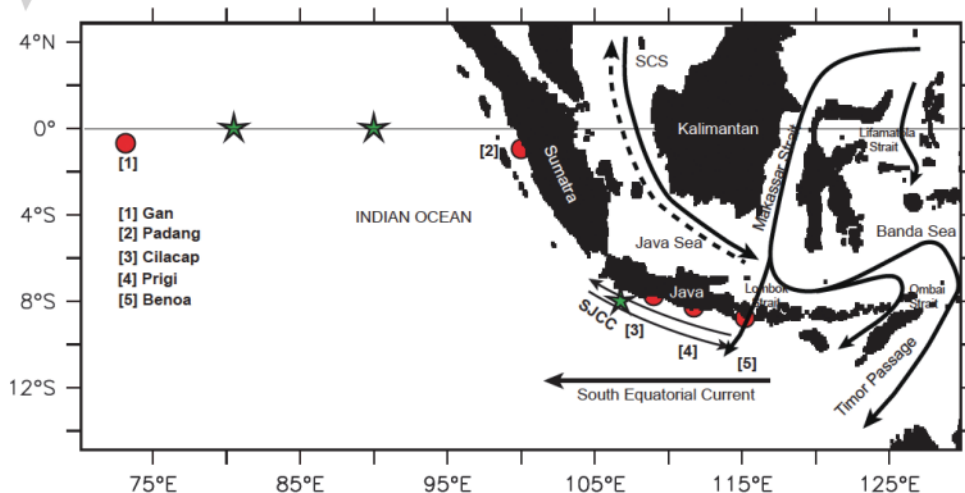 4°N
0°
4°S
8°S
12°S
75°E
85°E
95°E
105°E
115°E
125°E
SCS
Kalimantan
Makassar Strait
Lifamatola
Strait
[1]
[2]
Sumatra
[1] Gan
[2] Padang
[3] Cilacap
[4] Prigi
[5] Benoa
INDIAN OCEAN
Java Sea
Banda Sea
Java
Lombok
Strait
Ombai
Strait
SJCC
[3]
[4]
[5]
Timor Passage
South Equatorial Current